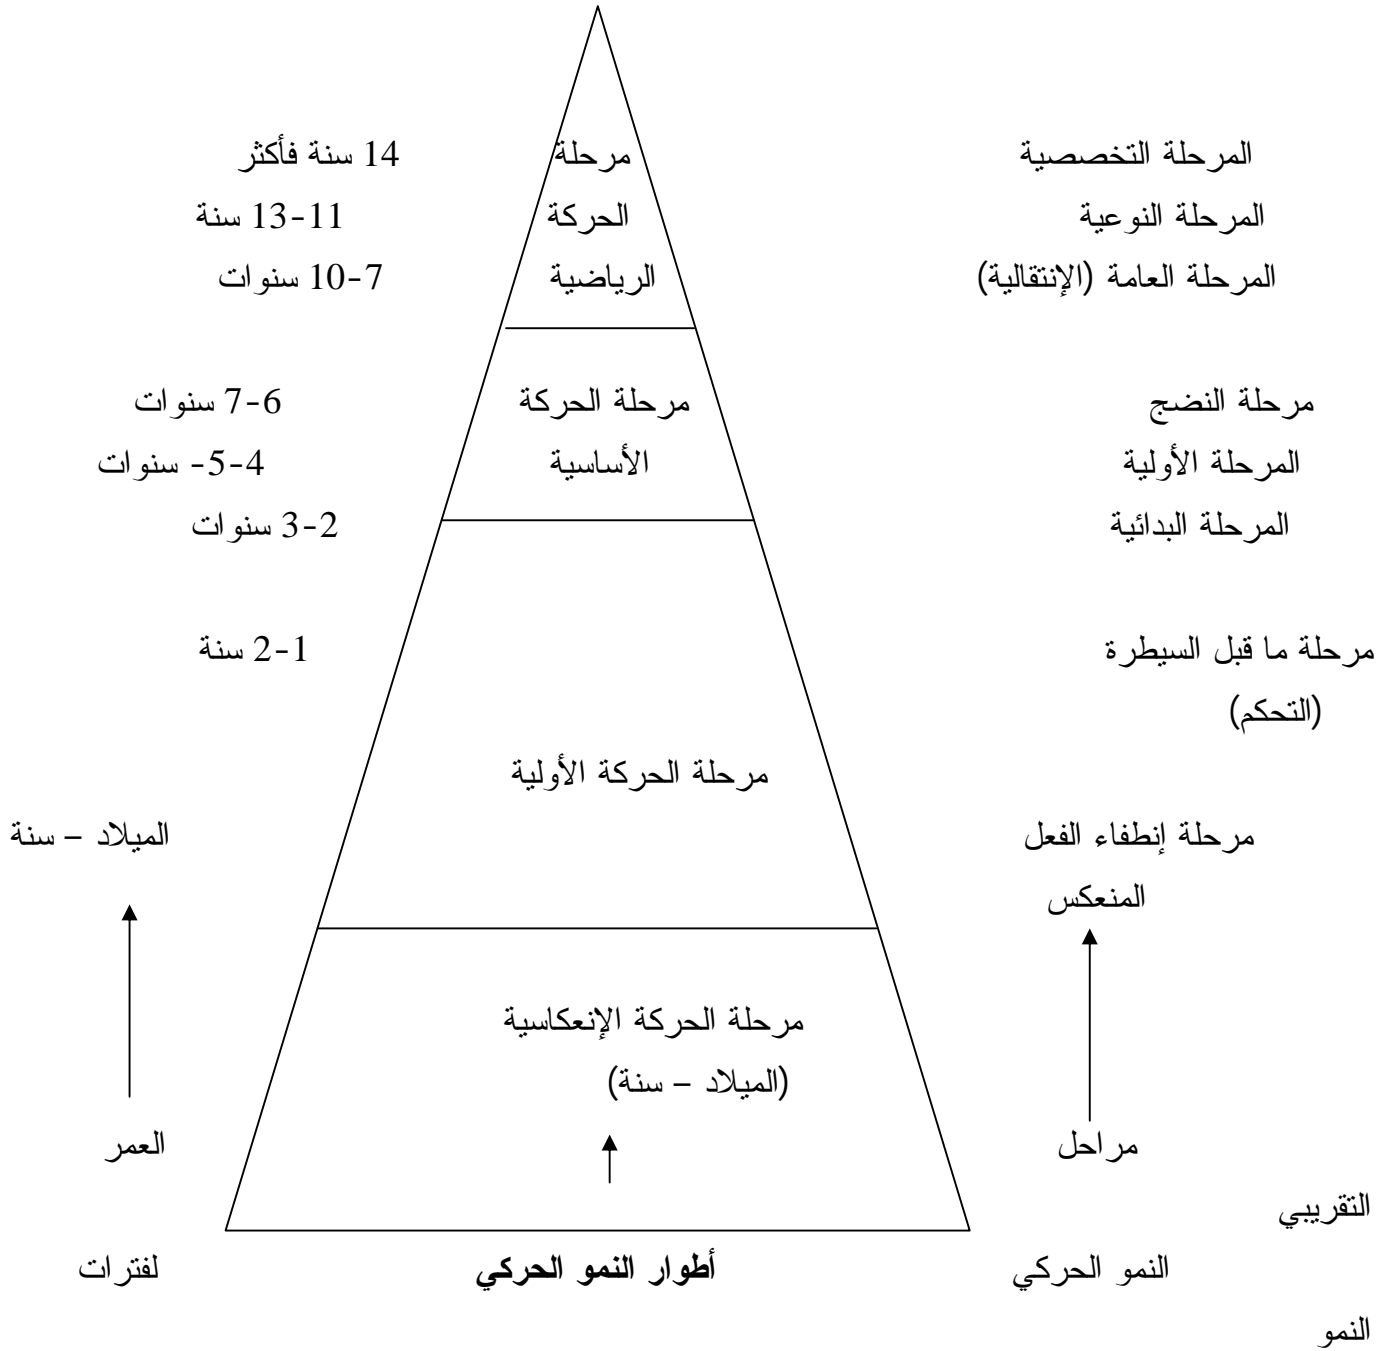 المرحلة التخصصية مرحلة 14 سنة فأكثر
المرحلة النوعية الحركة 11-13 سنة
المرحلة العامة (الإنتقالية) الرياضية 7-10 سنوات
مرحلة النضج مرحلة الحركة 6-7 سنوات
المرحلة الأولية الأساسية 4-5- سنوات
المرحلة البدائية 2-3 سنوات
مرحلة ما قبل السيطرة 1-2 سنة
(التحكم)
مرحلة الحركة الأولية
مرحلة إنطفاء الفعل الميلاد – سنة
المنعكس
مرحلة الحركة الإنعكاسية
(الميلاد – سنة)
مراحل العمر
التقريبي
النمو الحركي أطوار النمو الحركي لفترات
النمو